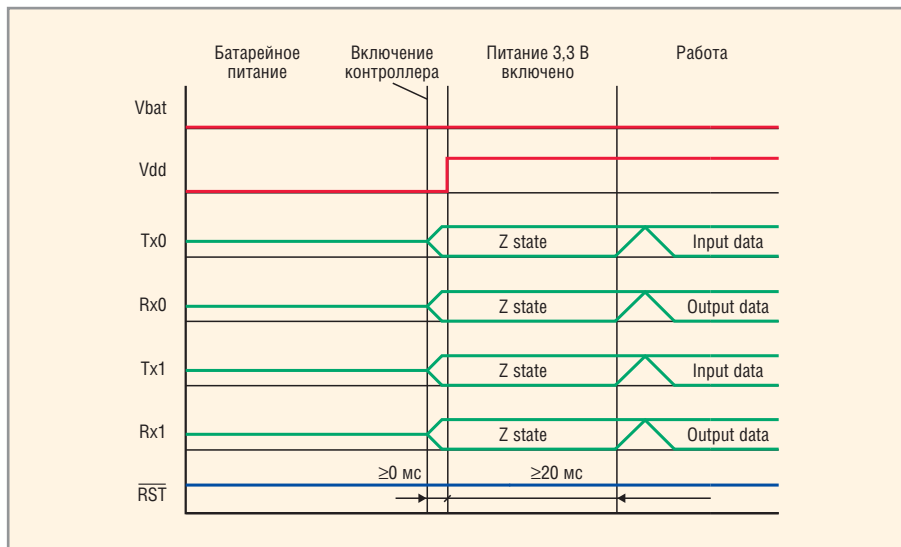 Батарейное
питание
Включение
контроллера
Питание 3,3 В
включено
Работа
Vbat
Vdd
Tx0
Z state
Input data
Rx0
Z state
Output data
Tx1
Z state
Input data
Rx1
Z state
Output data
≥0 мс
≥20 мс
RST